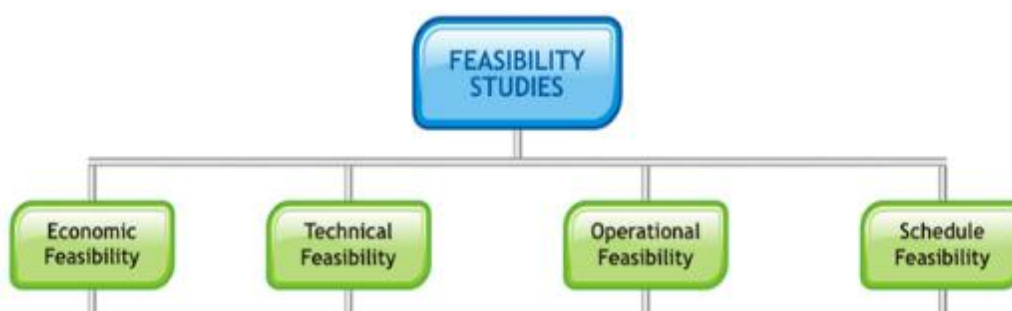 FEASIBILITY
STUDIES
Economic
Feasibility
Technical
Feasibility
Operational
Feasibility
Schedule
Feasibility